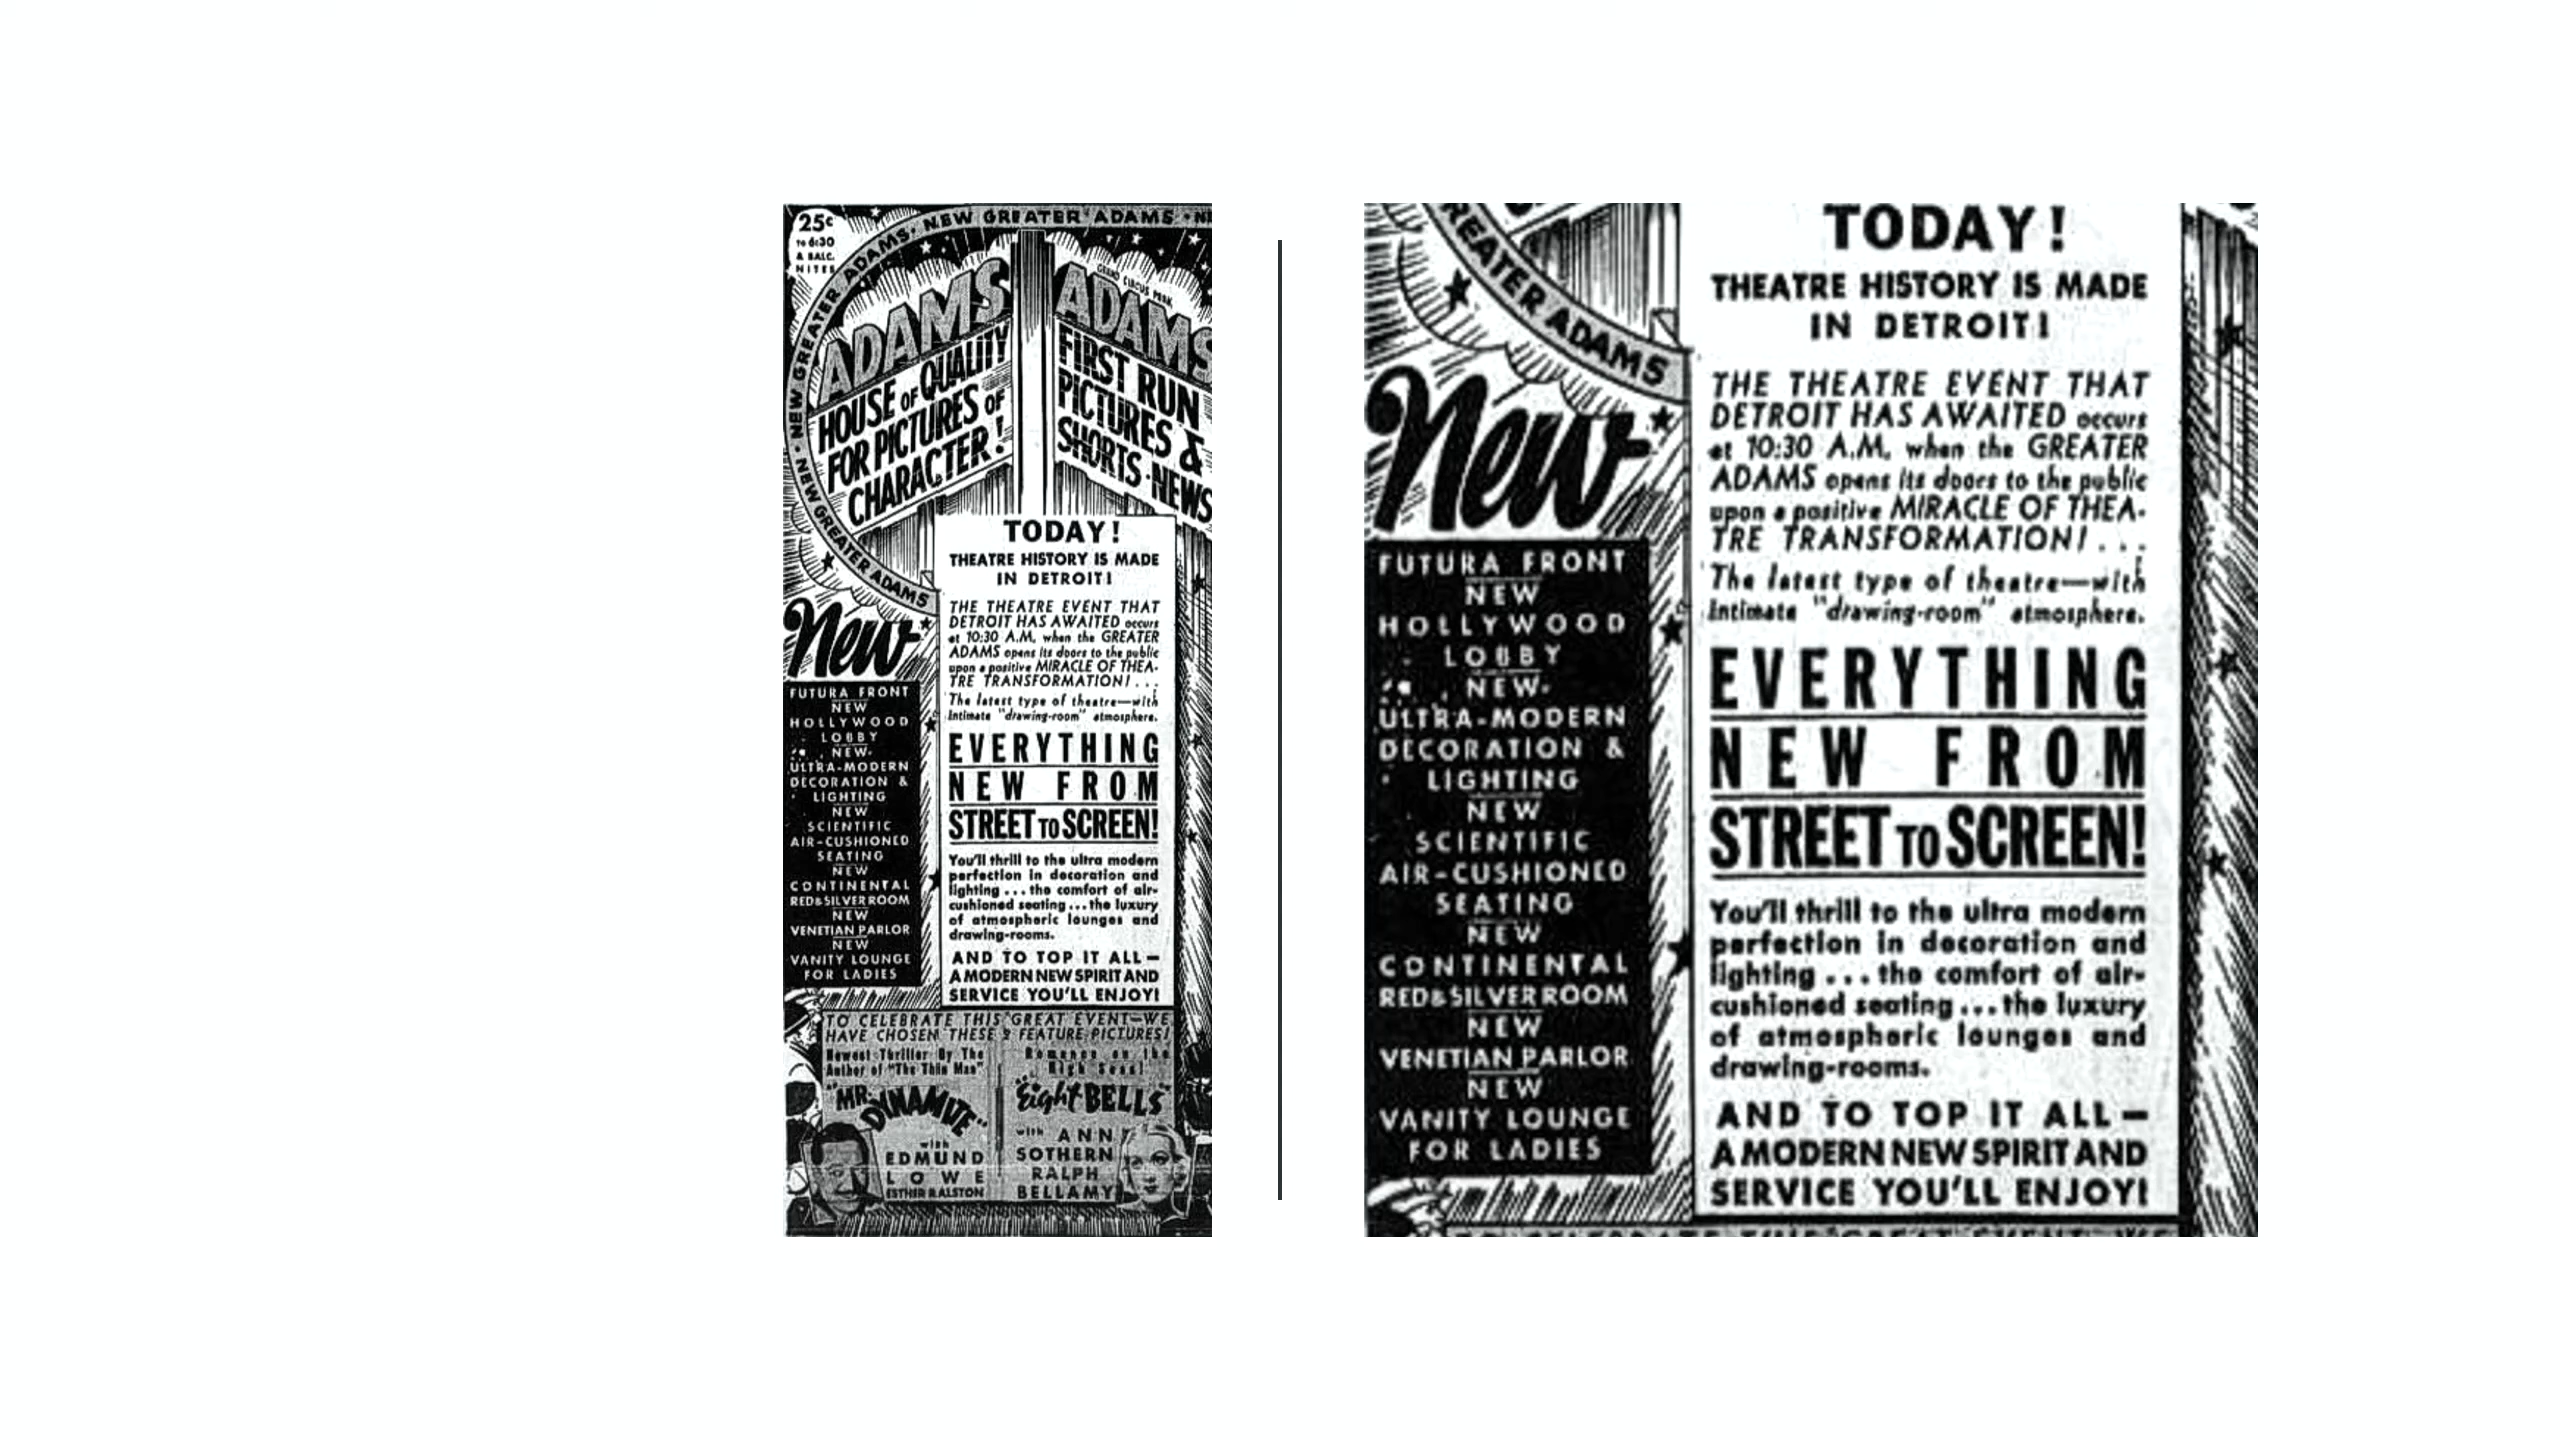 25¢
TO 6:30
& BALC.
NITES
NEW GREATER ADAMS · NEW GREATER ADAMS · NEW GREATER ADAMS · NEW GREATER ADAMS
ADAMS
HOUSE OF QUALITY
FOR PICTURES OF
CHARACTER!
GRAND CIRCUS PARK
ADAMS
FIRST RUN
PICTURES &
SHORTS · NEWS
TODAY!
THEATRE HISTORY IS MADE
IN DETROIT!
THE THEATRE EVENT THAT
DETROIT HAS AWAITED occurs
at 10:30 A.M. when the GREATER
ADAMS opens its doors to the public
upon a positive MIRACLE OF THEA-
TRE TRANSFORMATION! . . .
The latest type of theatre—with
Intimate "drawing-room" atmosphere.
EVERYTHING
NEW FROM
STREET TO SCREEN!
You'll thrill to the ultra modern
perfection in decoration and
lighting ... the comfort of air-
cushioned seating ... the luxury
of atmospheric lounges and
drawing-rooms.
AND TO TOP IT ALL—
A MODERN NEW SPIRIT AND
SERVICE YOU'LL ENJOY!
New
FUTURA FRONT
NEW
HOLLYWOOD
LOBBY
NEW
ULTRA-MODERN
DECORATION &
LIGHTING
NEW
SCIENTIFIC
AIR-CUSHIONED
SEATING
NEW
CONTINENTAL
RED & SILVER ROOM
NEW
VENETIAN PARLOR
NEW
VANITY LOUNGE
FOR LADIES
TO CELEBRATE THIS GREAT EVENT—WE
HAVE CHOSEN THESE 2 FEATURE PICTURES!
Newest Thriller By The
Author of "The Thin Man"
"MR. DYNAMITE"
with
EDMUND
LOWE
ESTHER RALSTON
Romance on the
High Seas!
"Eight BELLS"
with ANN
SOTHERN
RALPH
BELLAMY
GREATER ADAMS
TODAY!
THEATRE HISTORY IS MADE
IN DETROIT!
THE THEATRE EVENT THAT
DETROIT HAS AWAITED occurs
at 10:30 A.M. when the GREATER
ADAMS opens its doors to the public
upon a positive MIRACLE OF THEA-
TRE TRANSFORMATION! . . .
The latest type of theatre—with
Intimate "drawing-room" atmosphere.
EVERYTHING
NEW FROM
STREET TO SCREEN!
You'll thrill to the ultra modern
perfection in decoration and
lighting ... the comfort of air-
cushioned seating ... the luxury
of atmospheric lounges and
drawing-rooms.
AND TO TOP IT ALL—
A MODERN NEW SPIRIT AND
SERVICE YOU'LL ENJOY!
New
FUTURA FRONT
NEW
HOLLYWOOD
LOBBY
NEW
ULTRA-MODERN
DECORATION &
LIGHTING
NEW
SCIENTIFIC
AIR-CUSHIONED
SEATING
NEW
CONTINENTAL
RED & SILVER ROOM
NEW
VENETIAN PARLOR
NEW
VANITY LOUNGE
FOR LADIES